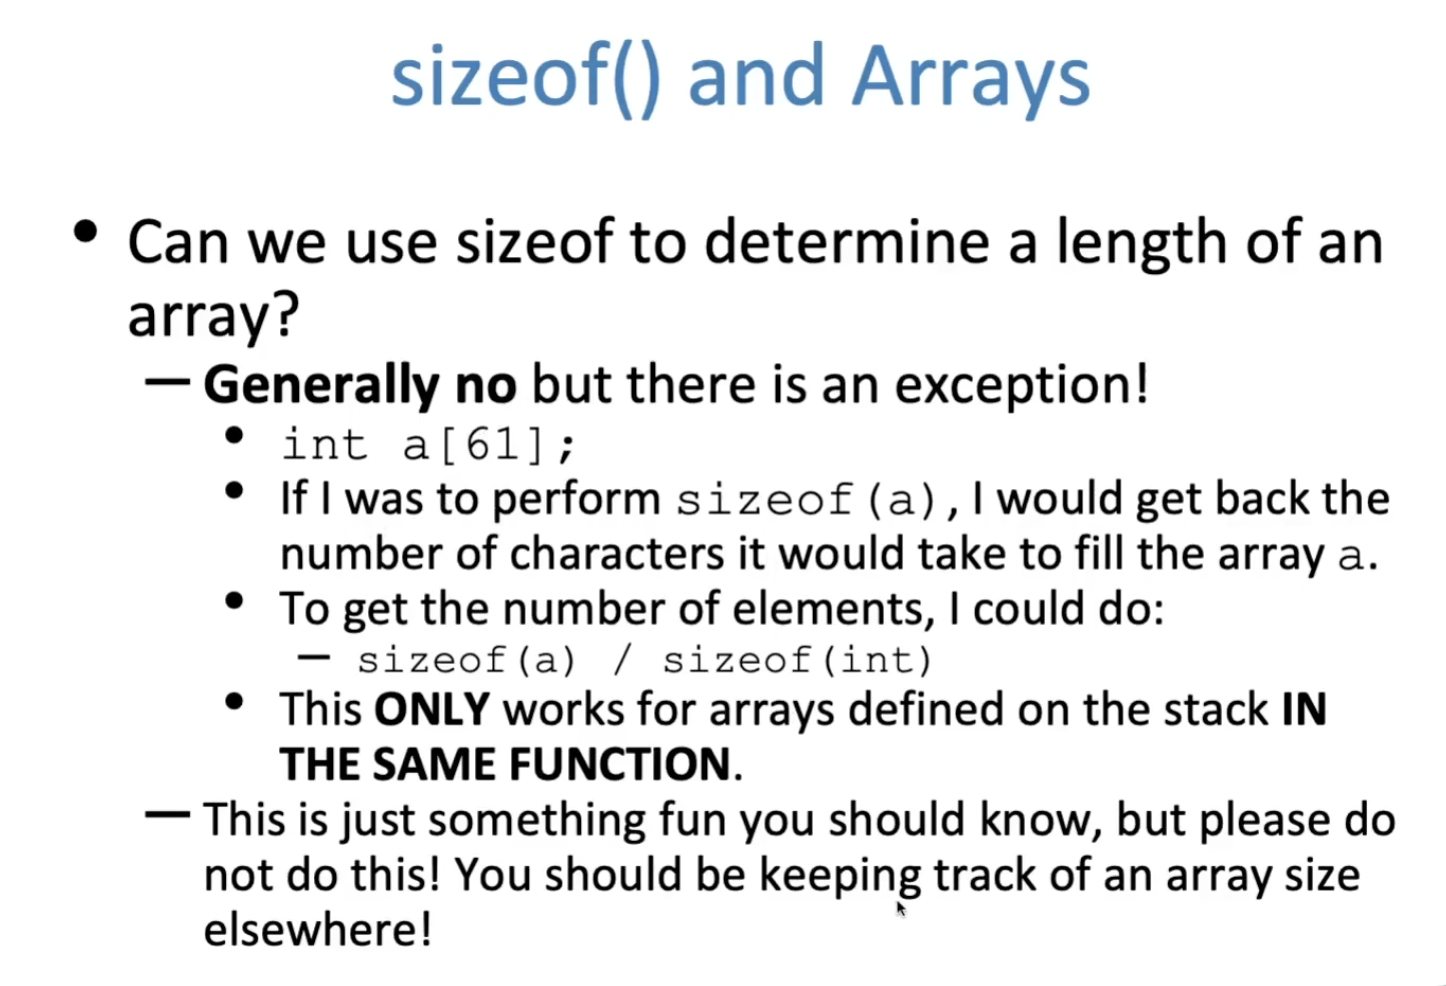 sizeof() and Arrays
• Can we use sizeof to determine a length of an
array?
– Generally no but there is an exception!
• int a[61];
• If I was to perform sizeof(a), I would get back the
number of characters it would take to fill the array a.
• To get the number of elements, I could do:
– sizeof(a) / sizeof(int)
• This ONLY works for arrays defined on the stack IN
THE SAME FUNCTION.
– This is just something fun you should know, but please do
not do this! You should be keeping track of an array size
elsewhere!